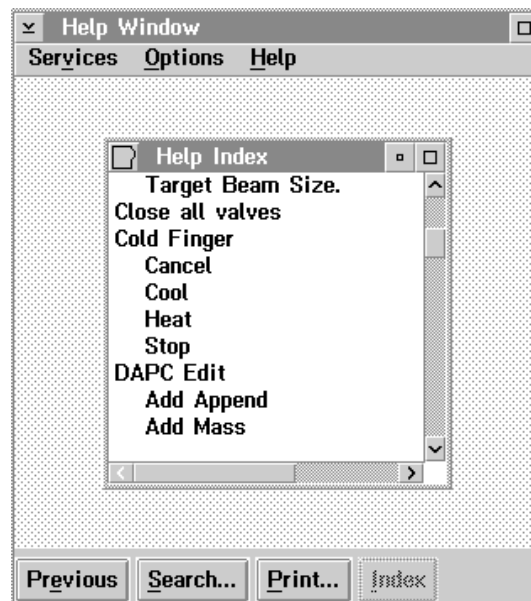 Help Window
Services Options Help
Help Index
Target Beam Size.
Close all valves
Cold Finger
Cancel
Cool
Heat
Stop
DAPC Edit
Add Append
Add Mass
Previous Search... Print... Index